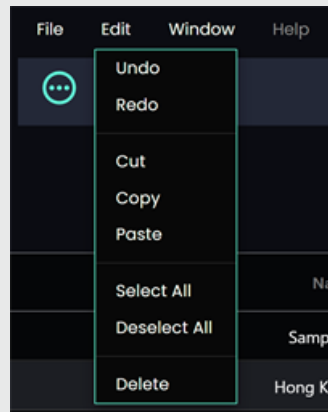 File Edit Window Help
Undo
Redo
Cut
Copy
Paste
Select All
Deselect All
Delete